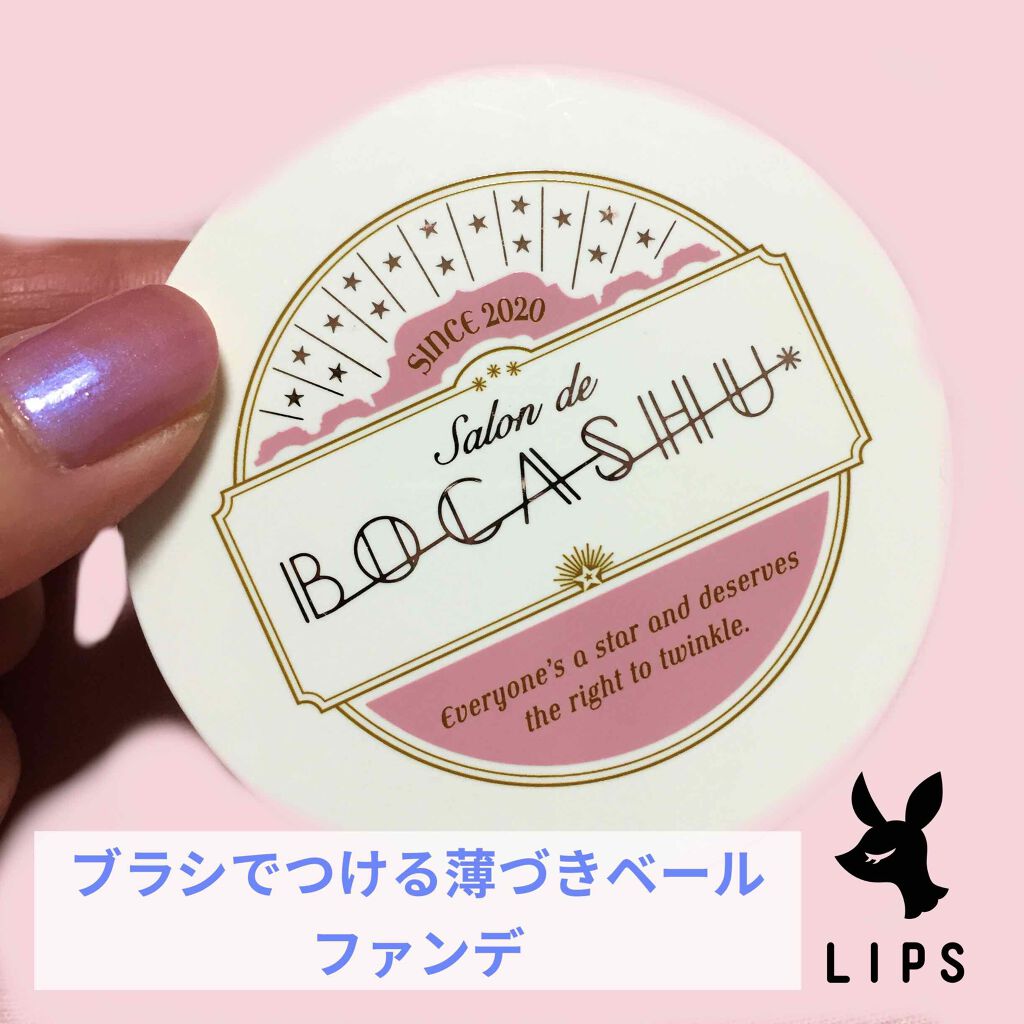 SINCE 2020
Salon de
BOCASHU
Everyone's a star and deserves
the right to twinkle.
ブラシでつける薄づきベール
ファンデ
LIPS